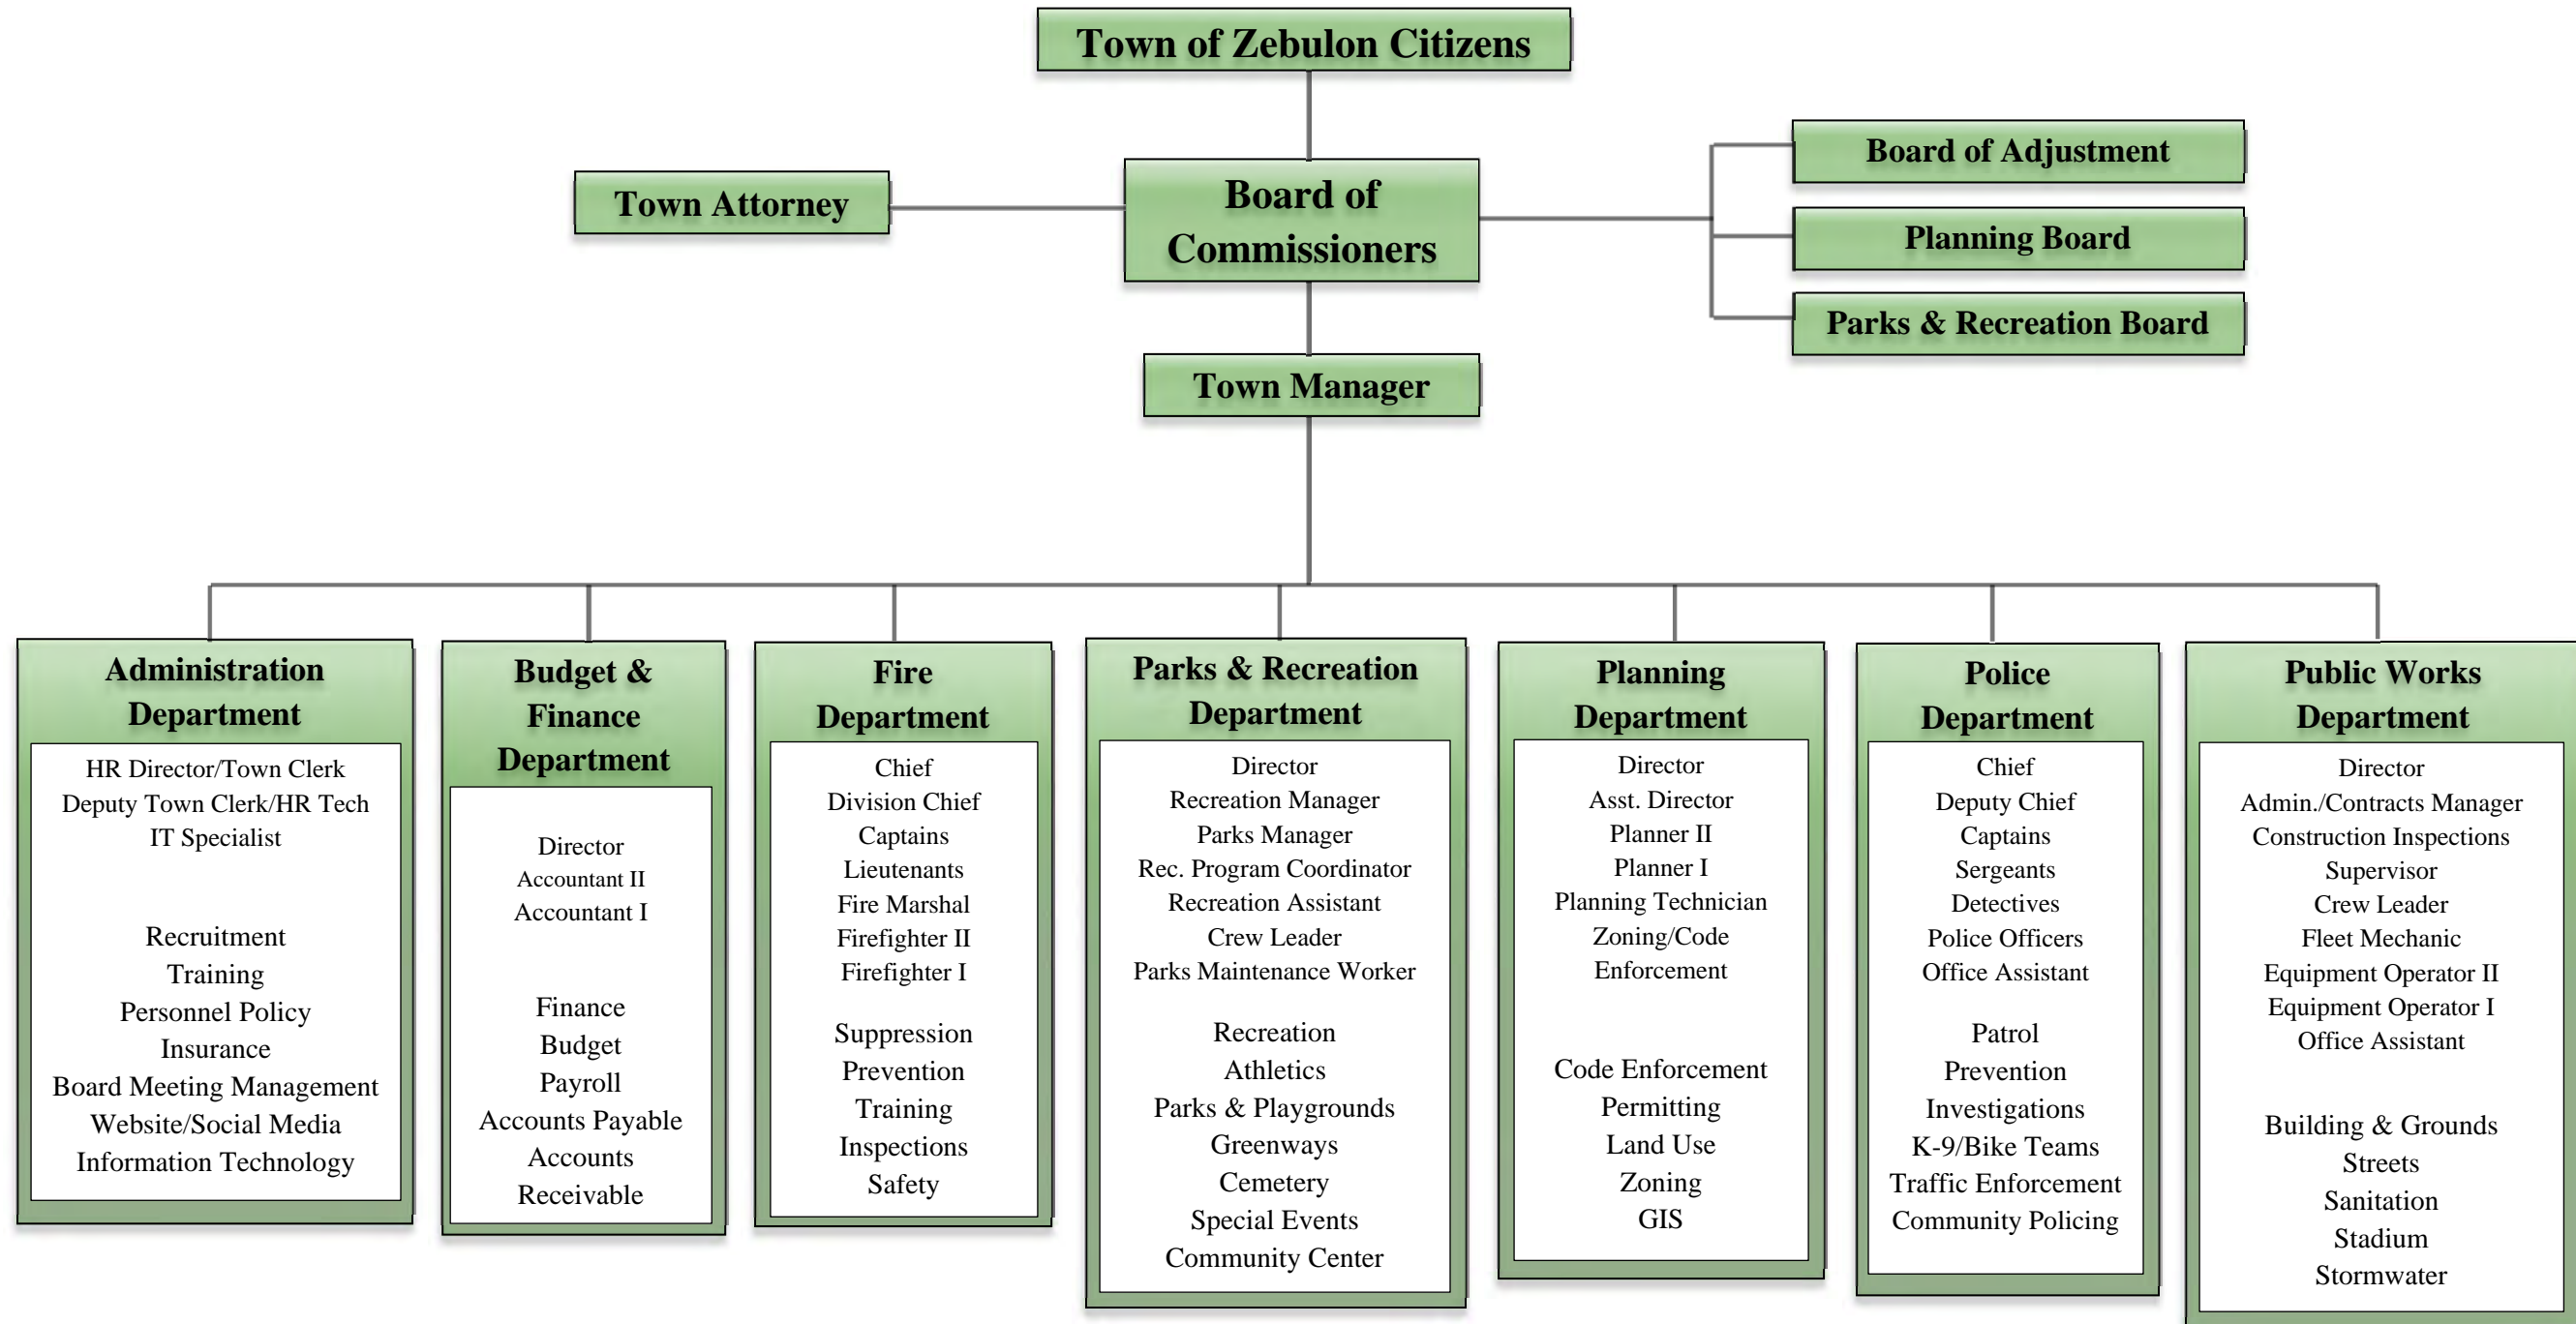 Town of Zebulon Citizens
Town Attorney
Board of
Commissioners
Board of Adjustment
Planning Board
Parks & Recreation Board
Town Manager
Administration
Department
HR Director/Town Clerk
Deputy Town Clerk/HR Tech
IT Specialist
Recruitment
Training
Personnel Policy
Insurance
Board Meeting Management
Website/Social Media
Information Technology
Budget &
Finance
Department
Director
Accountant II
Accountant I
Finance
Budget
Payroll
Accounts Payable
Accounts
Receivable
Fire
Department
Chief
Division Chief
Captains
Lieutenants
Fire Marshal
Firefighter II
Firefighter I
Suppression
Prevention
Training
Inspections
Safety
Parks & Recreation
Department
Director
Recreation Manager
Parks Manager
Rec. Program Coordinator
Recreation Assistant
Crew Leader
Parks Maintenance Worker
Recreation
Athletics
Parks & Playgrounds
Greenways
Cemetery
Special Events
Community Center
Planning
Department
Director
Asst. Director
Planner II
Planner I
Planning Technician
Zoning/Code
Enforcement
Code Enforcement
Permitting
Land Use
Zoning
GIS
Police
Department
Chief
Deputy Chief
Captains
Sergeants
Detectives
Police Officers
Office Assistant
Patrol
Prevention
Investigations
K-9/Bike Teams
Traffic Enforcement
Community Policing
Public Works
Department
Director
Admin./Contracts Manager
Construction Inspections
Supervisor
Crew Leader
Fleet Mechanic
Equipment Operator II
Equipment Operator I
Office Assistant
Building & Grounds
Streets
Sanitation
Stadium
Stormwater